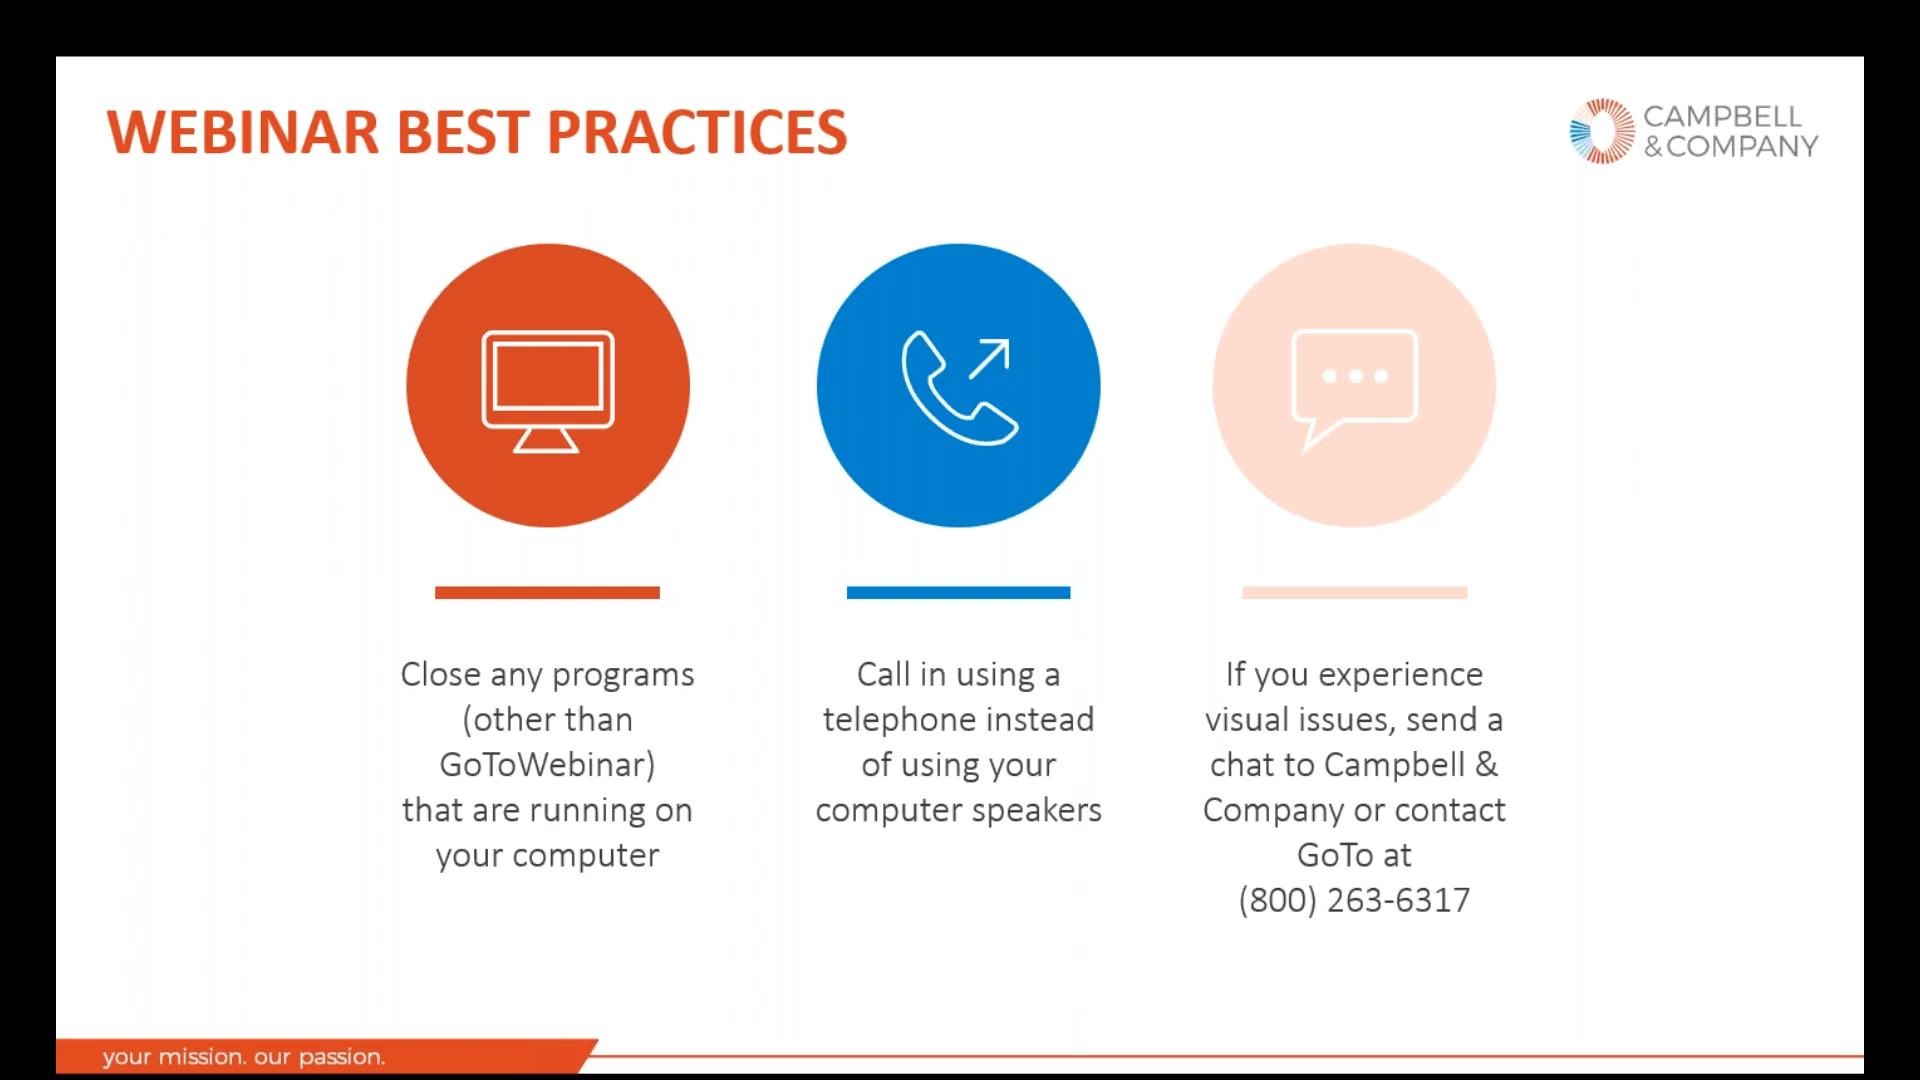 WEBINAR BEST PRACTICES
CAMPBELL
& COMPANY
Close any programs
(other than
GoToWebinar)
that are running on
your computer
Call in using a
telephone instead
of using your
computer speakers
If you experience
visual issues, send a
chat to Campbell &
Company or contact
GoTo at
(800) 263-6317
your mission. our passion.